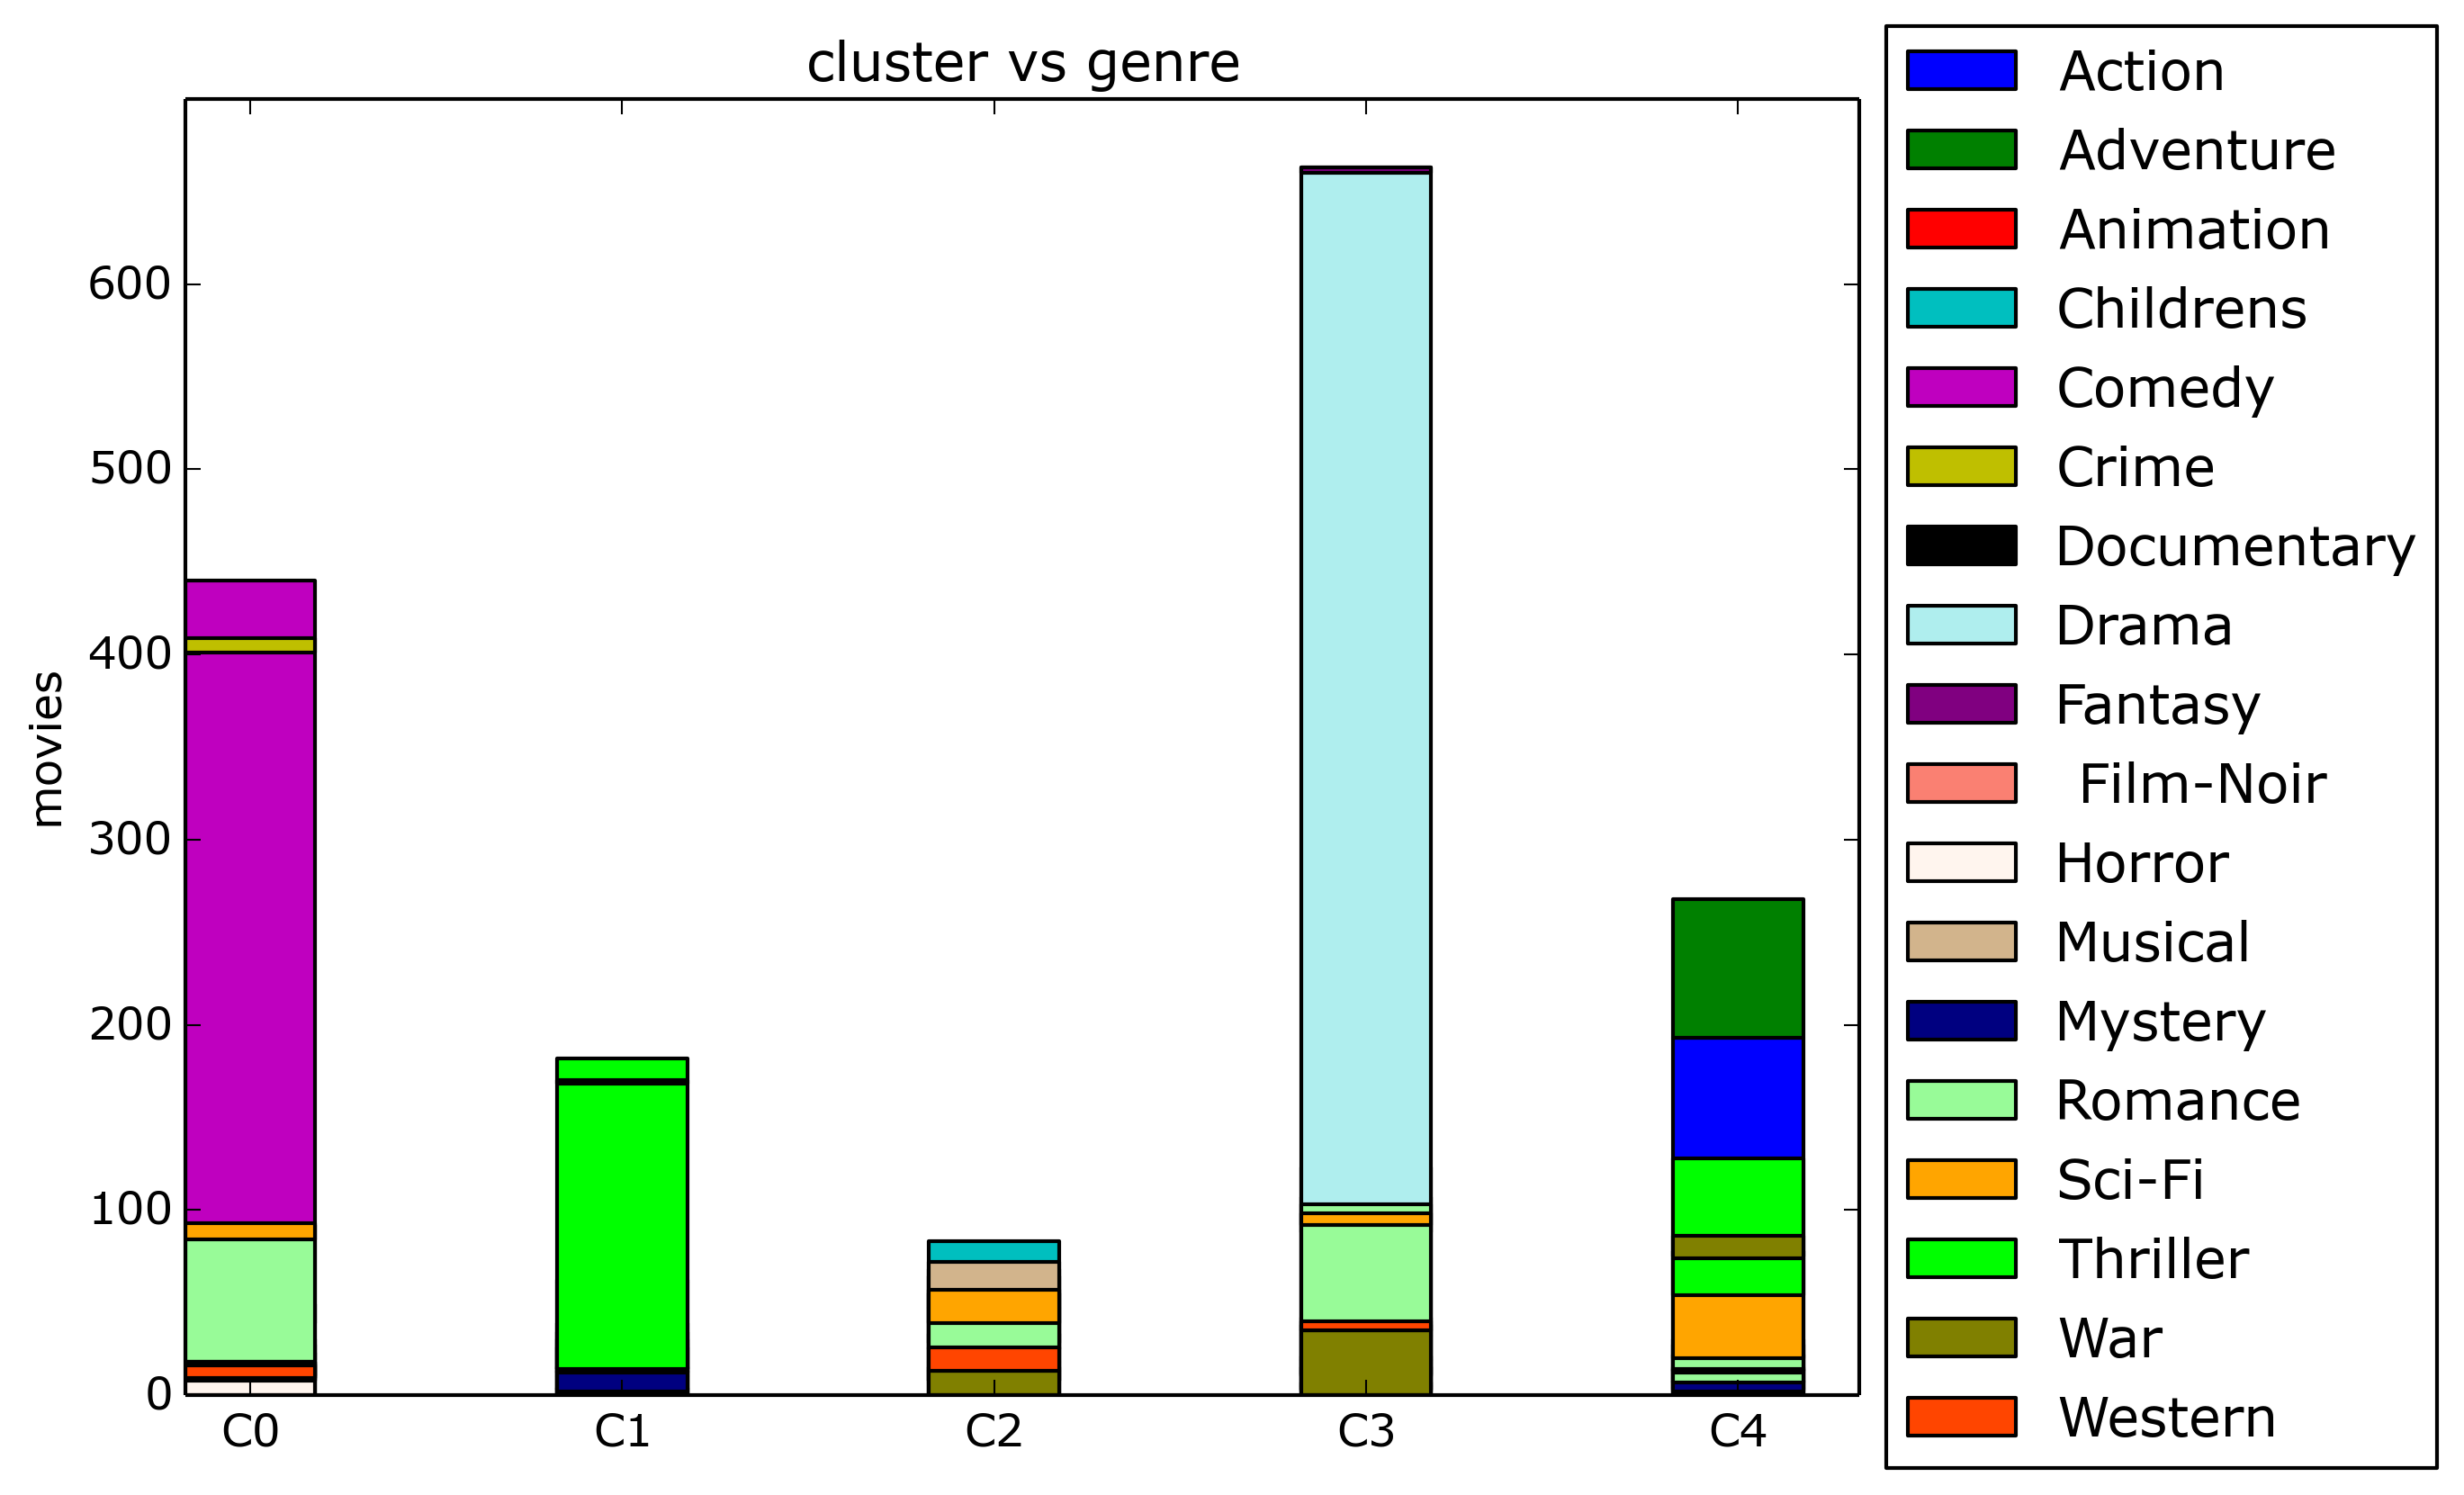 cluster vs genre
movies
600
500
400
300
200
100
0
C0
C1
C2
C3
C4
Action
Adventure
Animation
Childrens
Comedy
Crime
Documentary
Drama
Fantasy
Film-Noir
Horror
Musical
Mystery
Romance
Sci-Fi
Thriller
War
Western